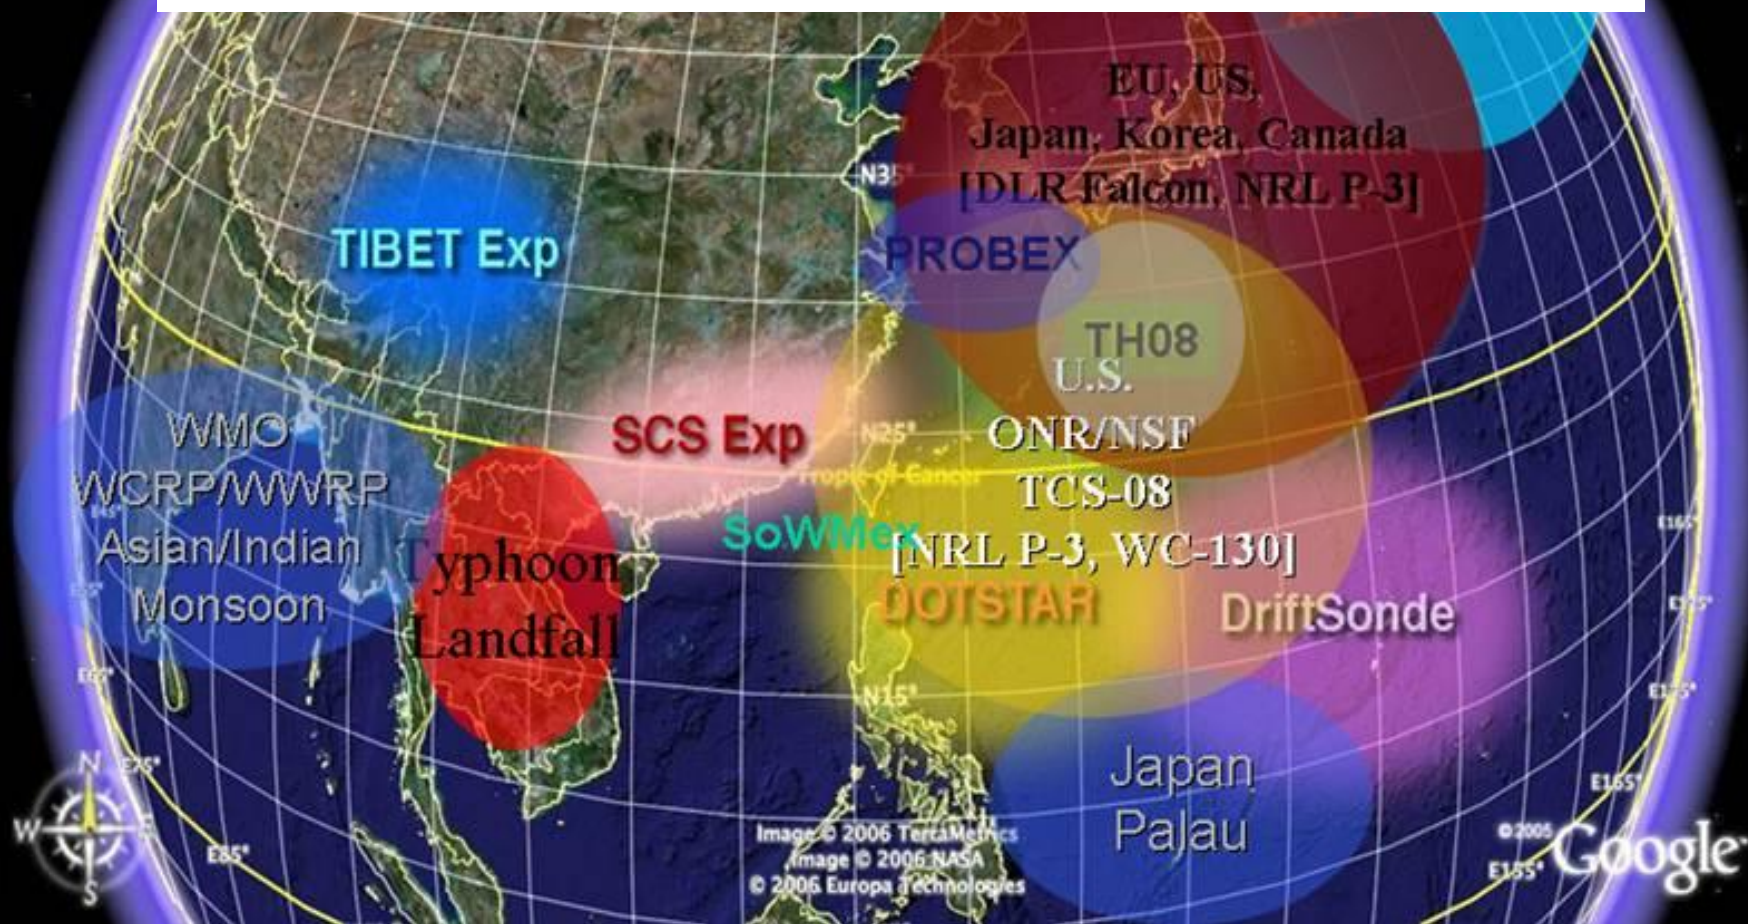 EU, US,
Japan, Korea, Canada
[DLR Falcon, NRL P-3]
N35°
TIBET Exp
PROBEX
TH08
U.S.
ONR/NSF
TCS-08
[NRL P-3, WC-130]
WMO
WCRP/WWRP
Asian/Indian
Monsoon
SCS Exp
N25°
Tropic of Cancer
SoWMex
Typhoon
Landfall
DOTSTAR
DriftSonde
N15°
Japan
Palau
N
W
S
E75°
E85°
E65°
E165°
E155°
Image © 2006 TerraMetrics
Image © 2006 NASA
© 2006 Europa Technologies
©2005 Google